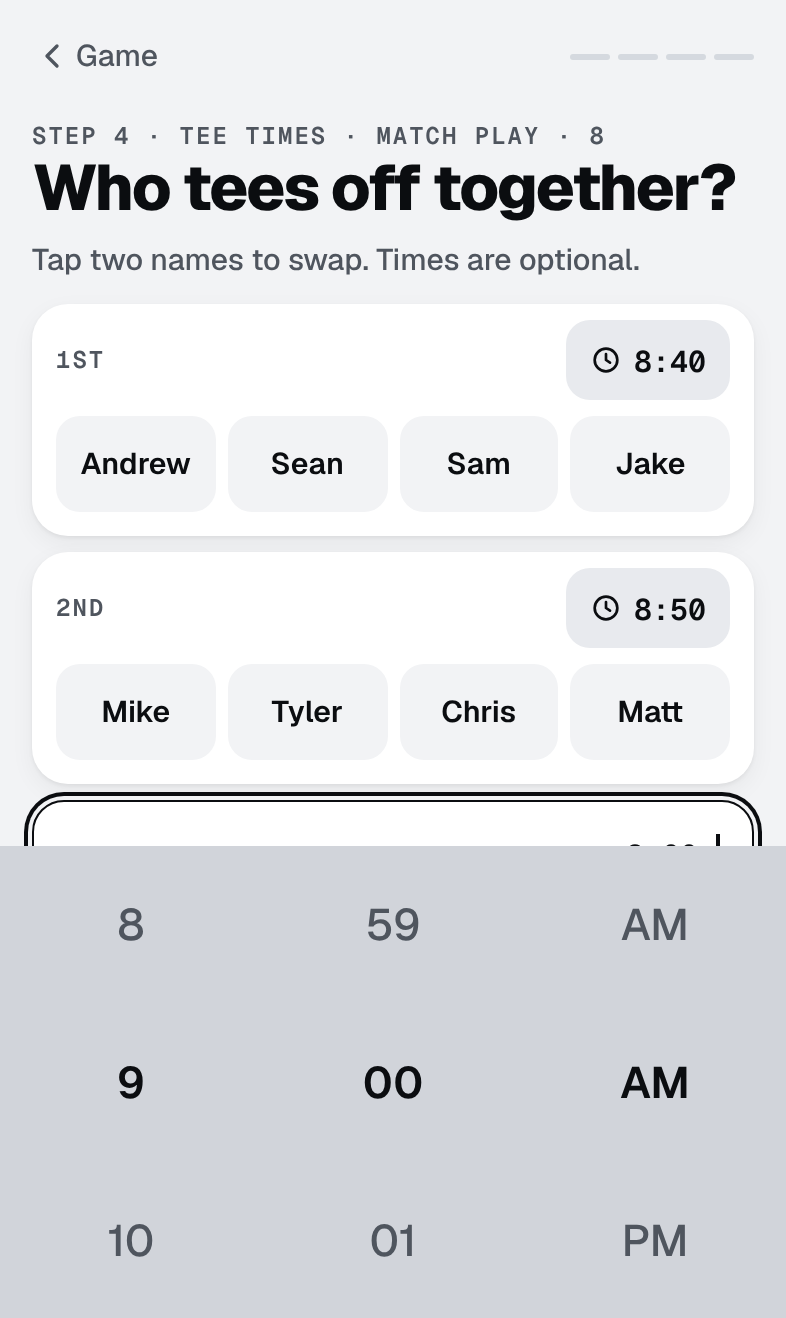 Game
STEP 4 · TEE TIMES · MATCH PLAY · 8
Who tees off together?
Tap two names to swap. Times are optional.
1ST 8:40
Andrew Sean Sam Jake
2ND 8:50
Mike Tyler Chris Matt
8 59 AM
9 00 AM
10 01 PM